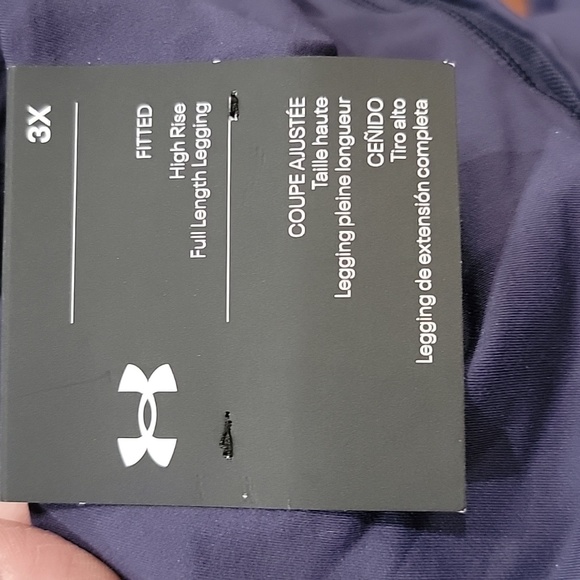 3X
FITTED
High Rise
Full Length Legging
COUPE AJUSTÉE
Taille haute
Legging pleine longueur
CEÑIDO
Tiro alto
Legging de extensión completa